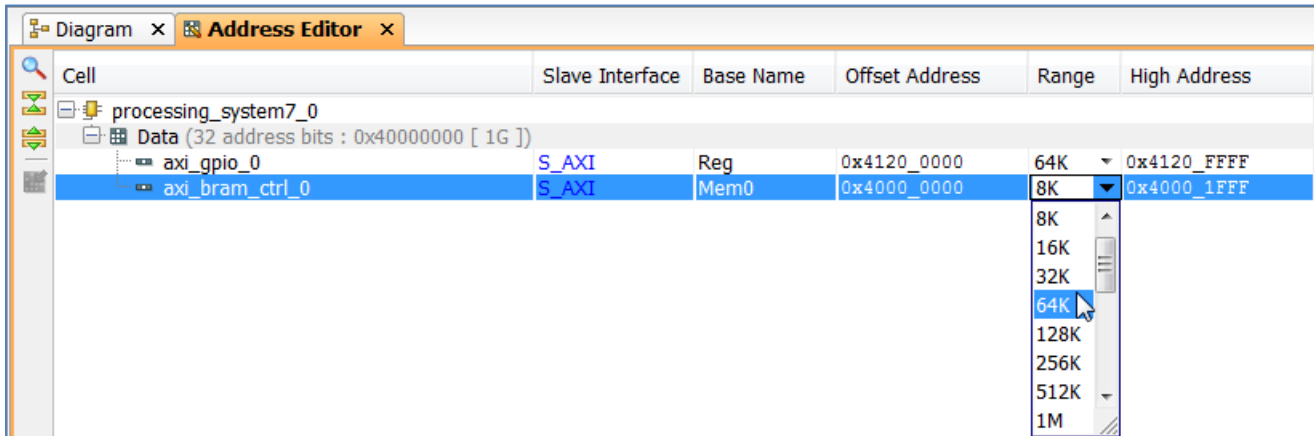 Diagram × Address Editor ×
Cell Slave Interface Base Name Offset Address Range High Address
processing_system7_0
Data (32 address bits : 0x40000000 [ 1G ])
axi_gpio_0 S_AXI Reg 0x4120_0000 64K 0x4120_FFFF
axi_bram_ctrl_0 S_AXI Mem0 0x4000_0000 8K 0x4000_1FFF
8K
16K
32K
64K
128K
256K
512K
1M